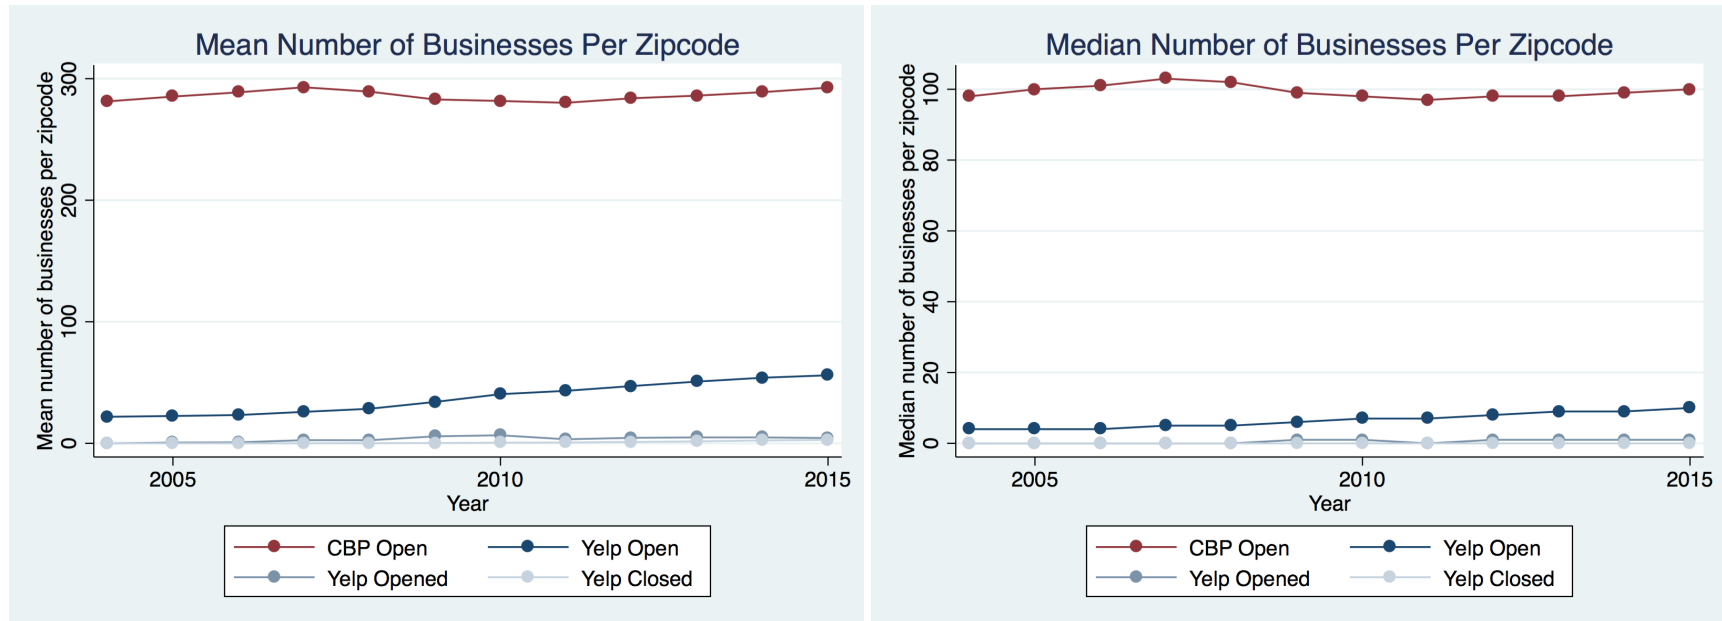 Mean Number of Businesses Per Zipcode
Mean number of businesses per zipcode
300
200
100
0
2005 2010 2015
Year
CBP Open Yelp Open
Yelp Opened Yelp Closed
Median Number of Businesses Per Zipcode
Median number of businesses per zipcode
100
80
60
40
20
0
2005 2010 2015
Year
CBP Open Yelp Open
Yelp Opened Yelp Closed